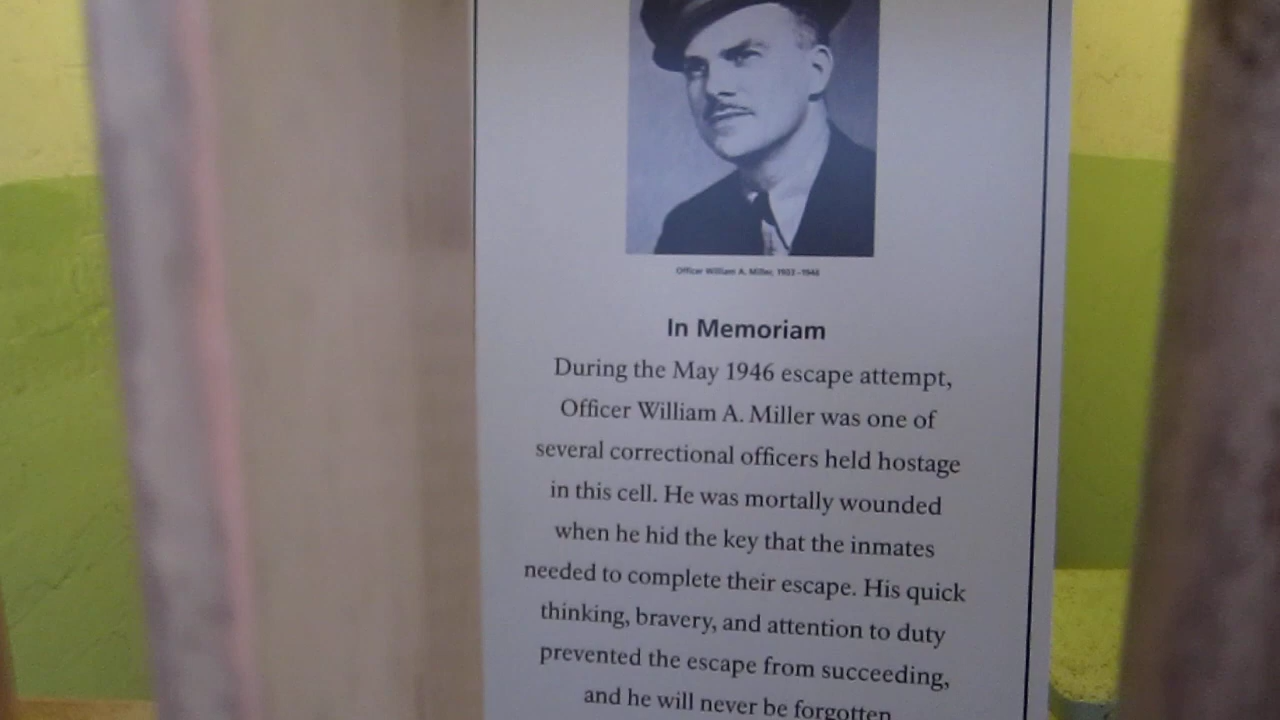 Officer William A. Miller,
In Memoriam
During the May 1946 escape attempt,
Officer William A. Miller was one of
several correctional officers held hostage
in this cell. He was mortally wounded
when he hid the key that the inmates
needed to complete their escape. His quick
thinking, bravery, and attention to duty
prevented the escape from succeeding,
and he will never be forgotten